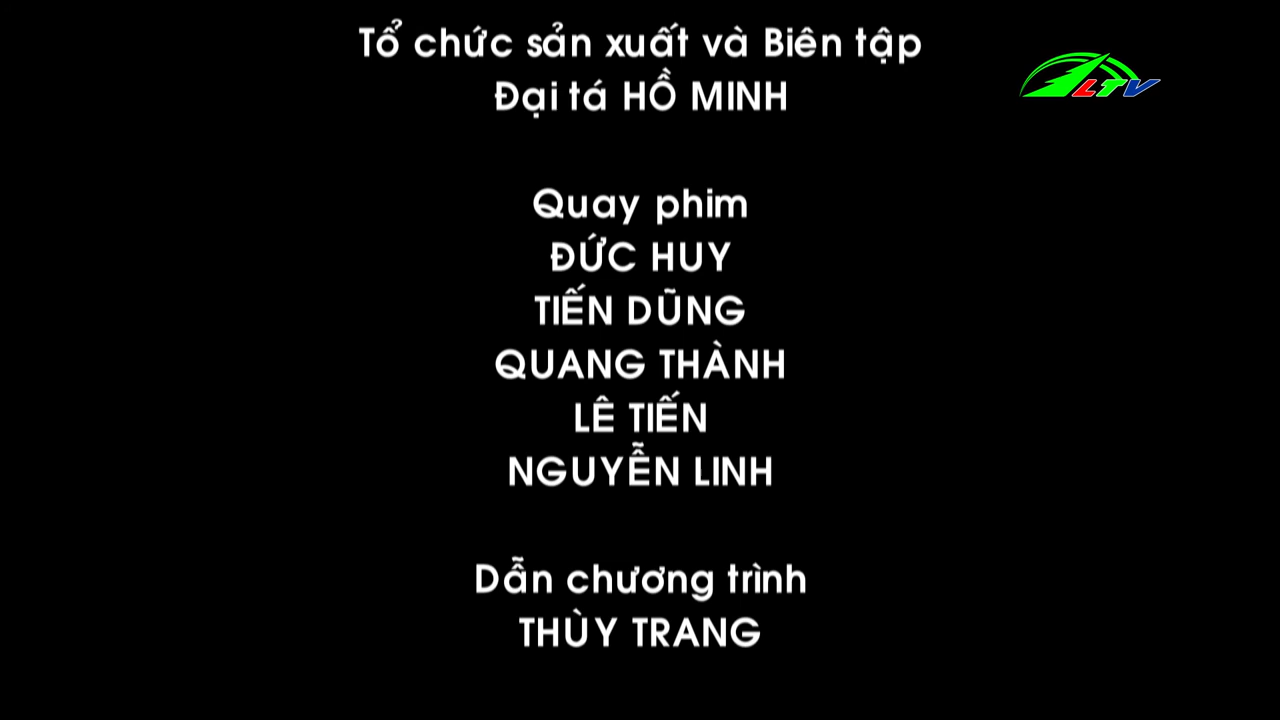 Tổ chức sản xuất và Biên tập
Đại tá HỒ MINH
LTV
Quay phim
ĐỨC HUY
TIẾN DŨNG
QUANG THÀNH
LÊ TIẾN
NGUYỄN LINH
Dẫn chương trình
THÙY TRANG